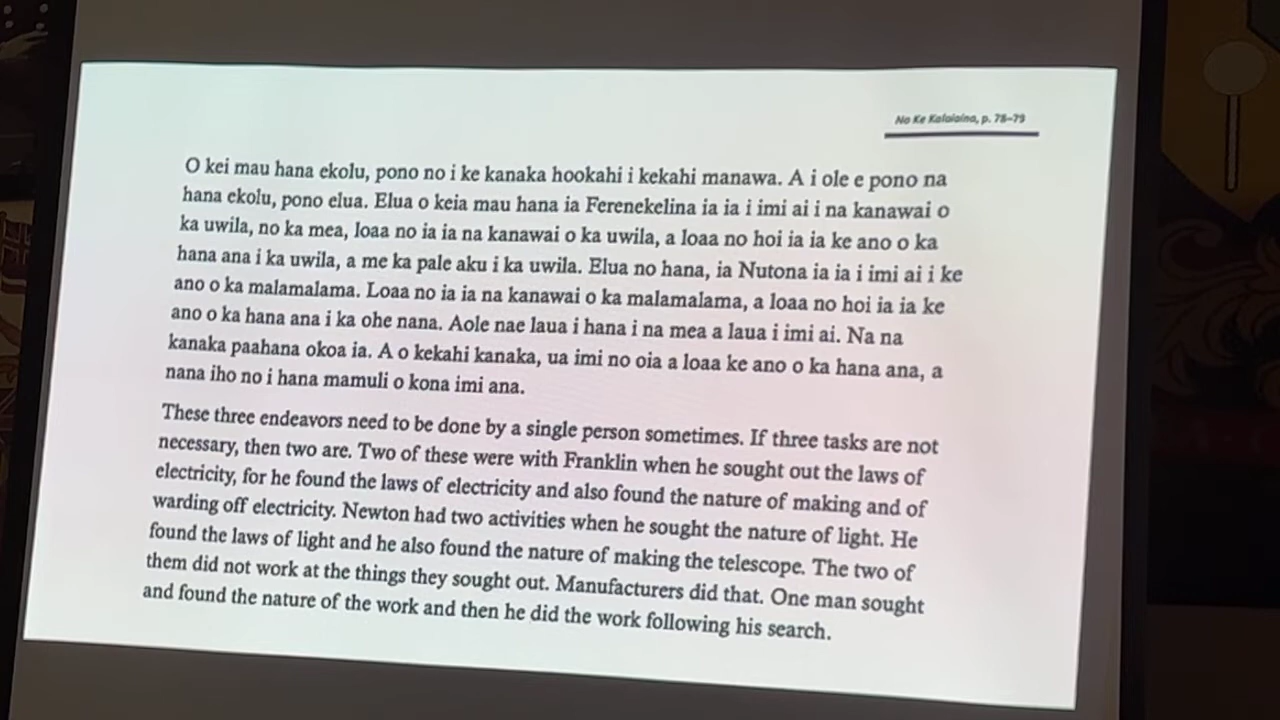 No Ke Kalaiaina, p. 78–79
O kei mau hana ekolu, pono no i ke kanaka hookahi i kekahi manawa. A i ole e pono na
hana ekolu, pono elua. Elua o keia mau hana ia Ferenekelina ia ia i imi ai i na kanawai o
ka uwila, no ka mea, loaa no ia ia na kanawai o ka uwila, a loaa no hoi ia ia ke ano o ka
hana ana i ka uwila, a me ka pale aku i ka uwila. Elua no hana, ia Nutona ia ia i imi ai i ke
ano o ka malamalama. Loaa no ia ia na kanawai o ka malamalama, a loaa no hoi ia ia ke
ano o ka hana ana i ka ohe nana. Aole nae laua i hana i na mea a laua i imi ai. Na na
kanaka paahana okoa ia. A o kekahi kanaka, ua imi no oia a loaa ke ano o ka hana ana, a
nana iho no i hana mamuli o kona imi ana.
These three endeavors need to be done by a single person sometimes. If three tasks are not
necessary, then two are. Two of these were with Franklin when he sought out the laws of
electricity, for he found the laws of electricity and also found the nature of making and of
warding off electricity. Newton had two activities when he sought the nature of light. He
found the laws of light and he also found the nature of making the telescope. The two of
them did not work at the things they sought out. Manufacturers did that. One man sought
and found the nature of the work and then he did the work following his search.